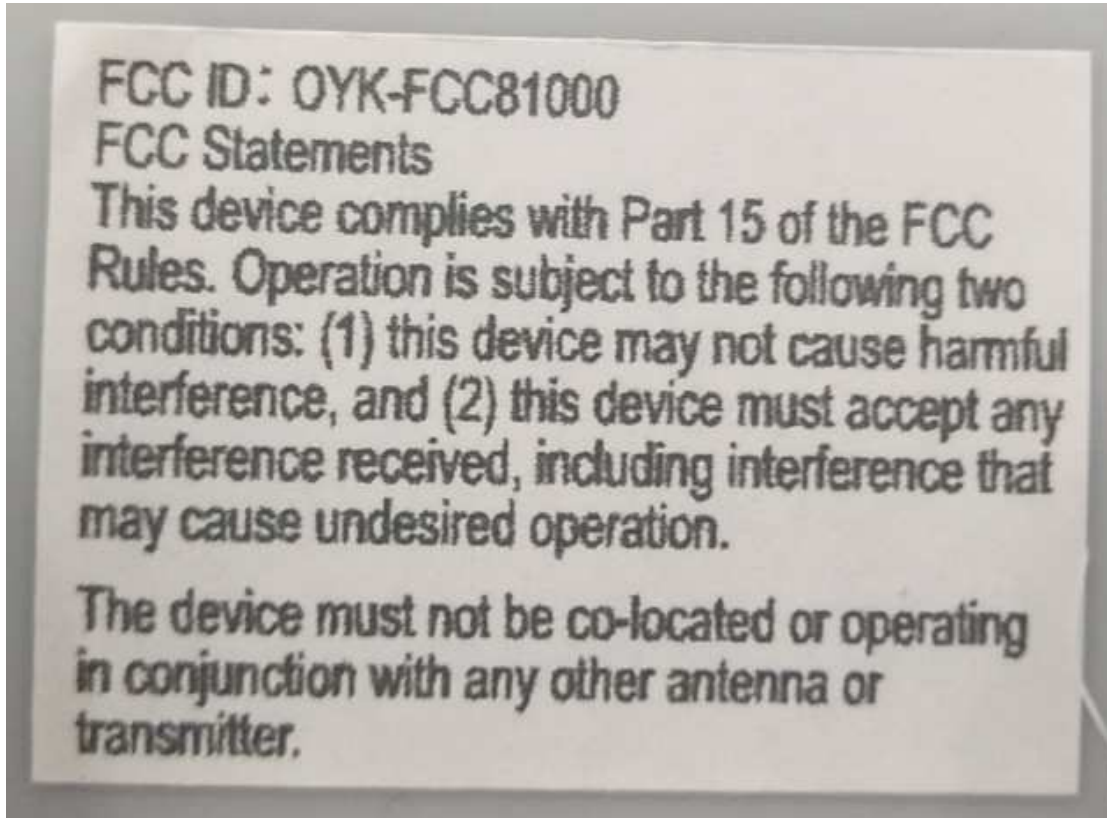 FCC ID: OYK-FCC81000
FCC Statements
This device complies with Part 15 of the FCC
Rules. Operation is subject to the following two
conditions: (1) this device may not cause harmful
interference, and (2) this device must accept any
interference received, including interference that
may cause undesired operation.
The device must not be co-located or operating
in conjunction with any other antenna or
transmitter.